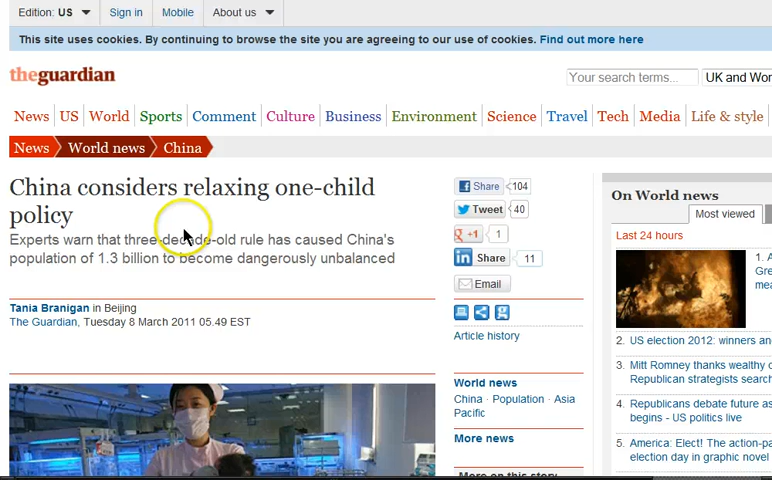 Edition: US Sign in Mobile About us
This site uses cookies. By continuing to browse the site you are agreeing to our use of cookies. Find out more here
theguardian
Your search terms... UK and Wor
News US World Sports Comment Culture Business Environment Science Travel Tech Media Life & style
News World news China
China considers relaxing one-child
policy
Experts warn that three-decade-old rule has caused China's
population of 1.3 billion to become dangerously unbalanced
Tania Branigan in Beijing
The Guardian, Tuesday 8 March 2011 05.49 EST
Share 104
Tweet 40
g +1 1
in Share 11
Email
Article history
World news
China · Population · Asia
Pacific
More news
More on this story
On World news
Most viewed
Last 24 hours
1. A
Gre
mea
2. US election 2012: winners an
3. Mitt Romney thanks wealthy c
Republican strategists search
4. Republicans debate future as
begins - US politics live
5. America: Elect! The action-pa
election day in graphic novel